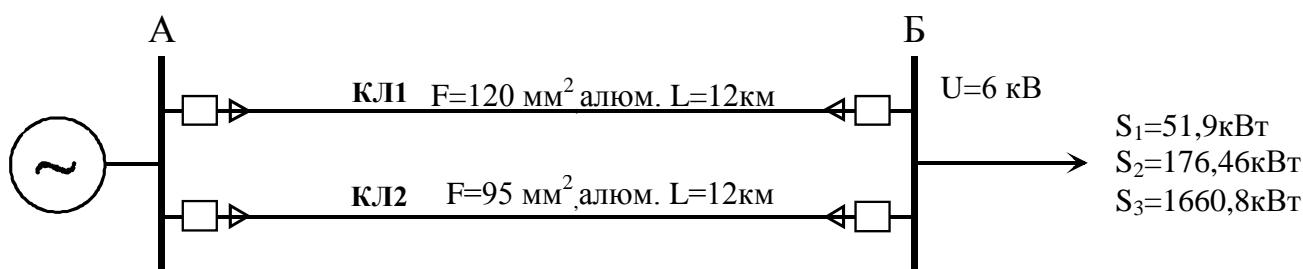 А
Б
КЛ1 F=120 мм² алюм. L=12км
U=6 кВ
S₁=51,9кВт
S₂=176,46кВт
S₃=1660,8кВт
КЛ2 F=95 мм²,алюм. L=12км
~